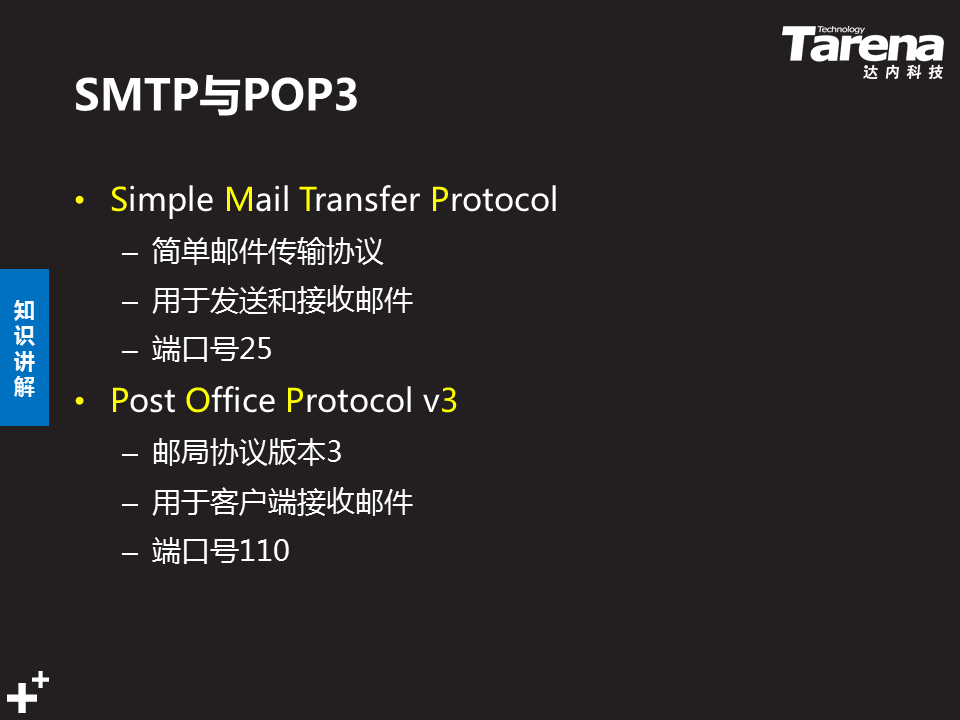 Technology
Tarena
达内科技
SMTP与POP3
• Simple Mail Transfer Protocol
– 简单邮件传输协议
– 用于发送和接收邮件
– 端口号25
知识讲解
• Post Office Protocol v3
– 邮局协议版本3
– 用于客户端接收邮件
– 端口号110